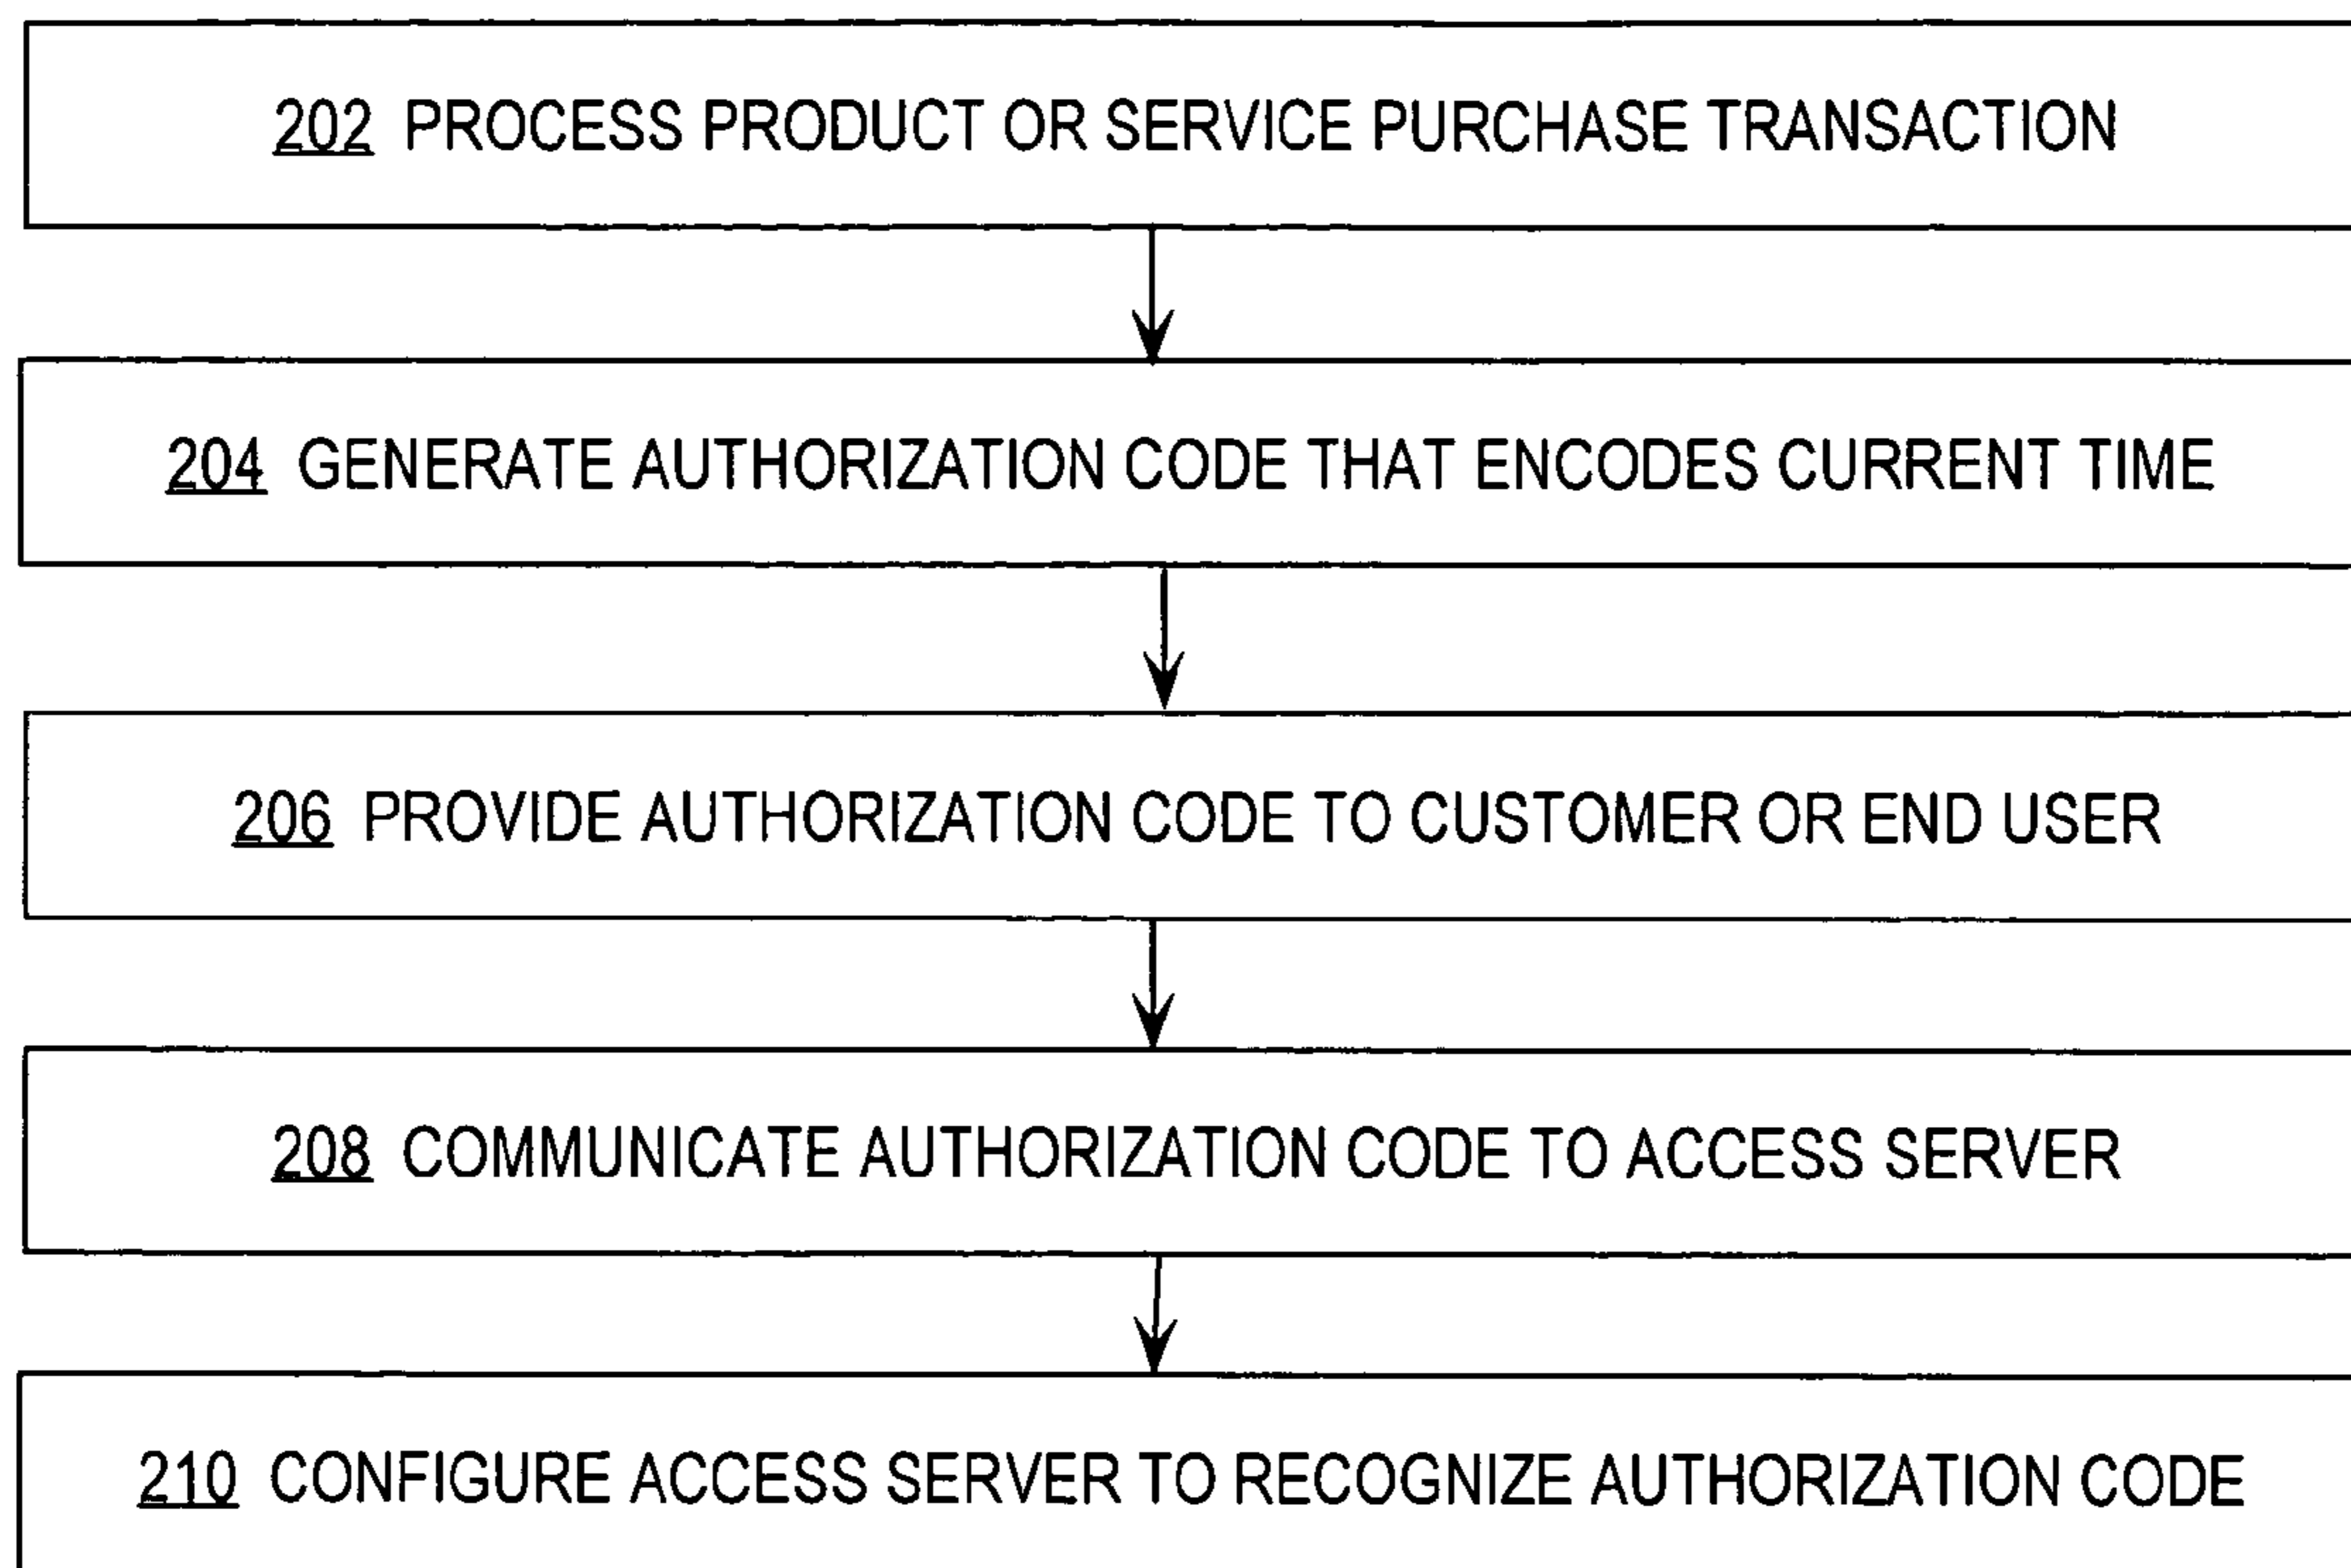 202 PROCESS PRODUCT OR SERVICE PURCHASE TRANSACTION
204 GENERATE AUTHORIZATION CODE THAT ENCODES CURRENT TIME
206 PROVIDE AUTHORIZATION CODE TO CUSTOMER OR END USER
208 COMMUNICATE AUTHORIZATION CODE TO ACCESS SERVER
210 CONFIGURE ACCESS SERVER TO RECOGNIZE AUTHORIZATION CODE